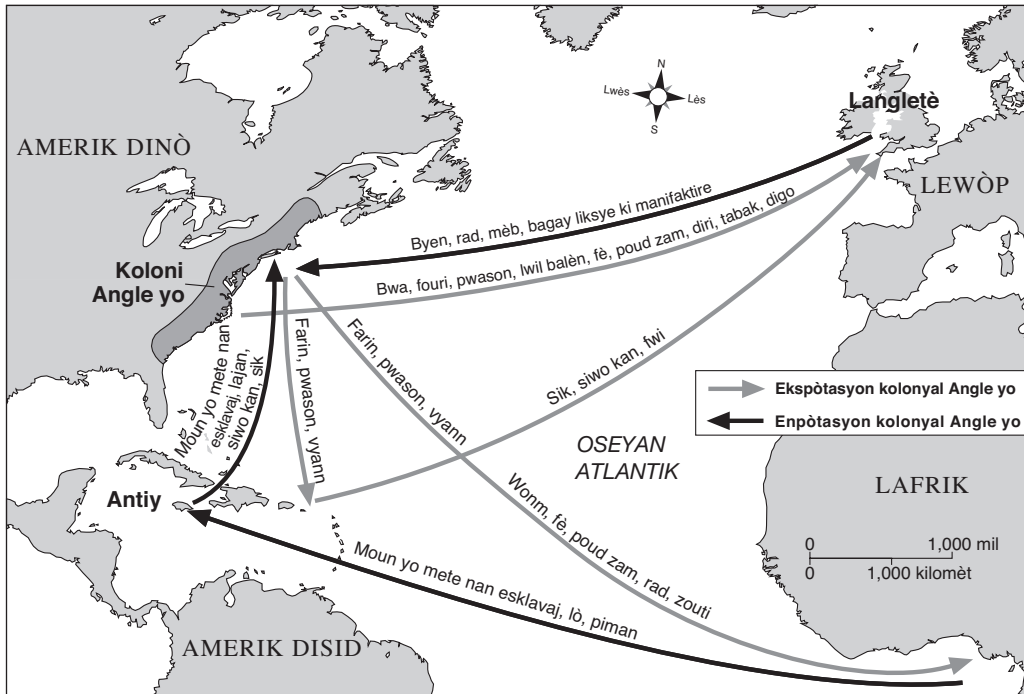 N
Lwès
Lès
S
Langletè
AMERIK DINÒ
LEWÒP
Byen, rad, mèb, bagay liksye ki manifaktire
Bwa, fouri, pwason, lwil balèn, fè, poud zam, diri, tabak, digo
Koloni
Angle yo
Moun yo mete nan
esklavaj, lajan,
siwo kan, sik
Farin, pwason, vyann
Farin, pwason, vyann
Sik, siwo kan, fwi
Ekspòtasyon kolonyal Angle yo
Enpòtasyon kolonyal Angle yo
OSEYAN
ATLANTIK
Antiy
LAFRIK
Wonm, fè, poud zam, rad, zouti
0 1,000 mil
0 1,000 kilomèt
Moun yo mete nan esklavaj, lò, piman
AMERIK DISID